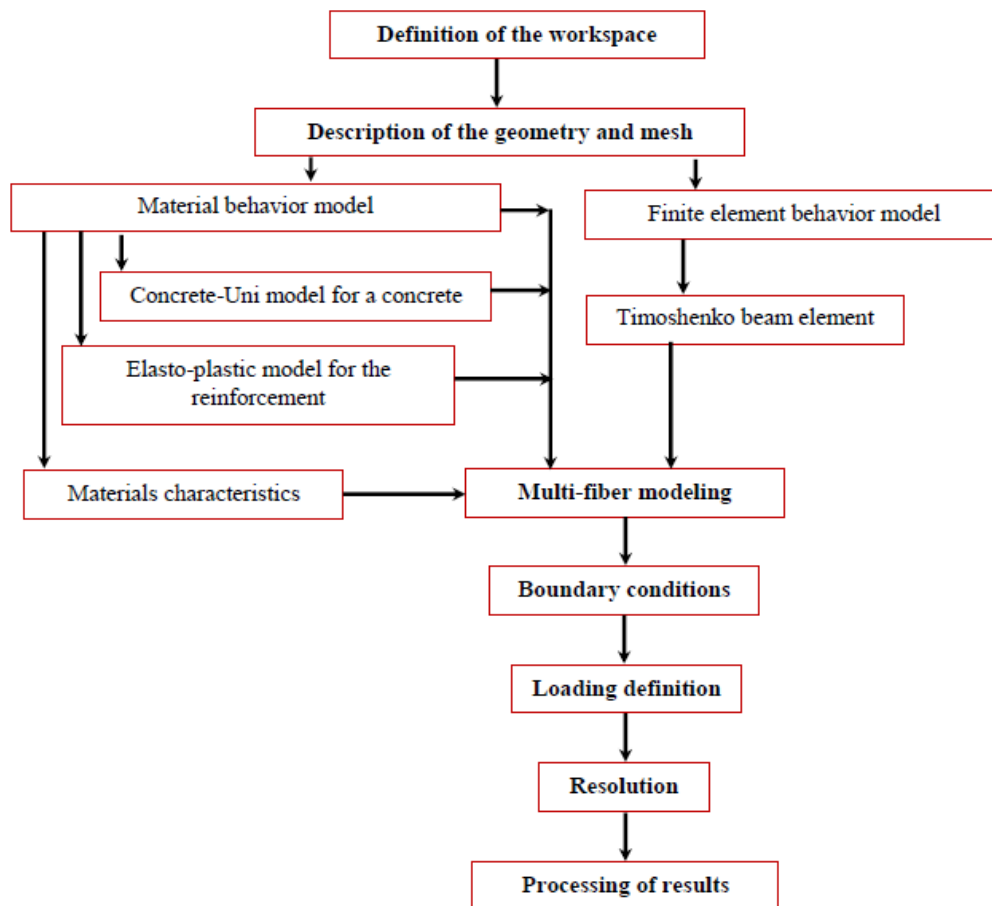 Definition of the workspace
Description of the geometry and mesh
Material behavior model
Finite element behavior model
Concrete-Uni model for a concrete
Timoshenko beam element
Elasto-plastic model for the
reinforcement
Materials characteristics
Multi-fiber modeling
Boundary conditions
Loading definition
Resolution
Processing of results